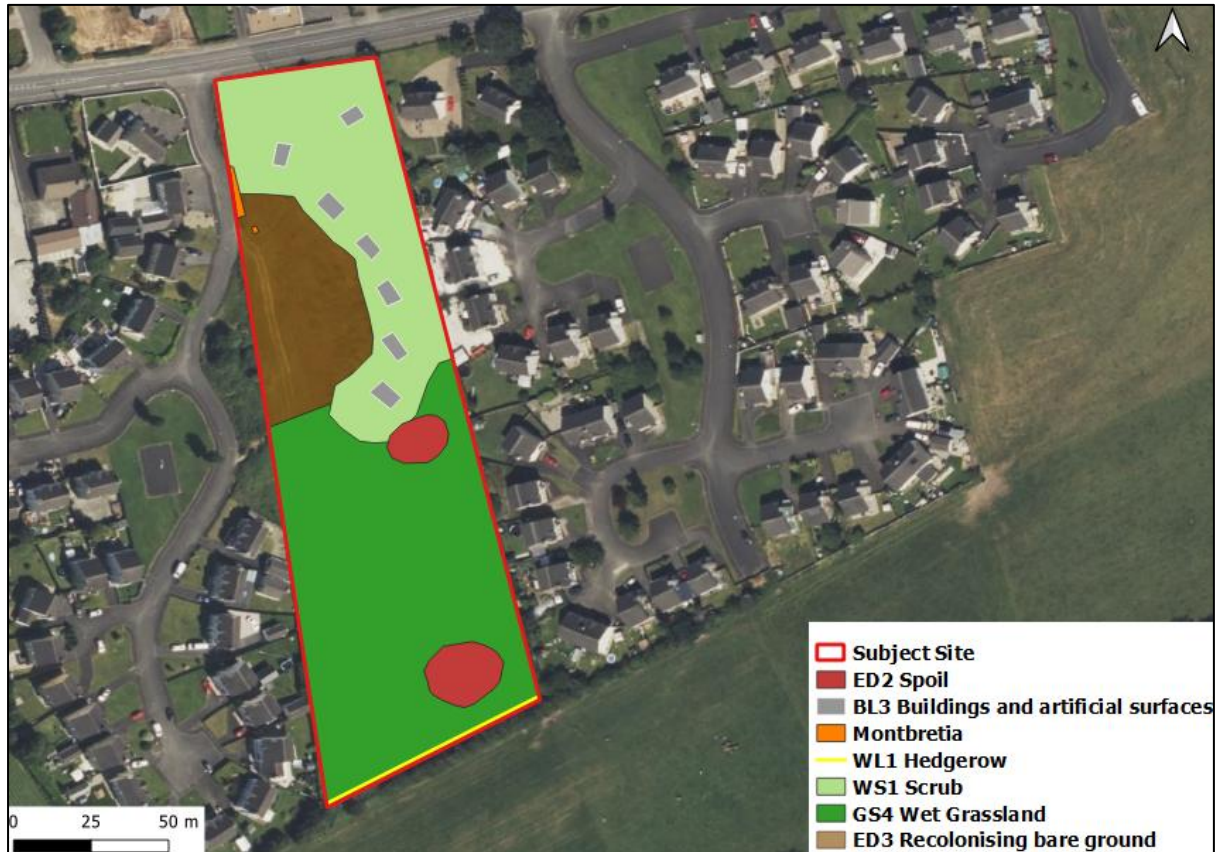 Subject Site
ED2 Spoil
BL3 Buildings and artificial surfaces
Montbretia
WL1 Hedgerow
WS1 Scrub
GS4 Wet Grassland
ED3 Recolonising bare ground
0 25 50 m